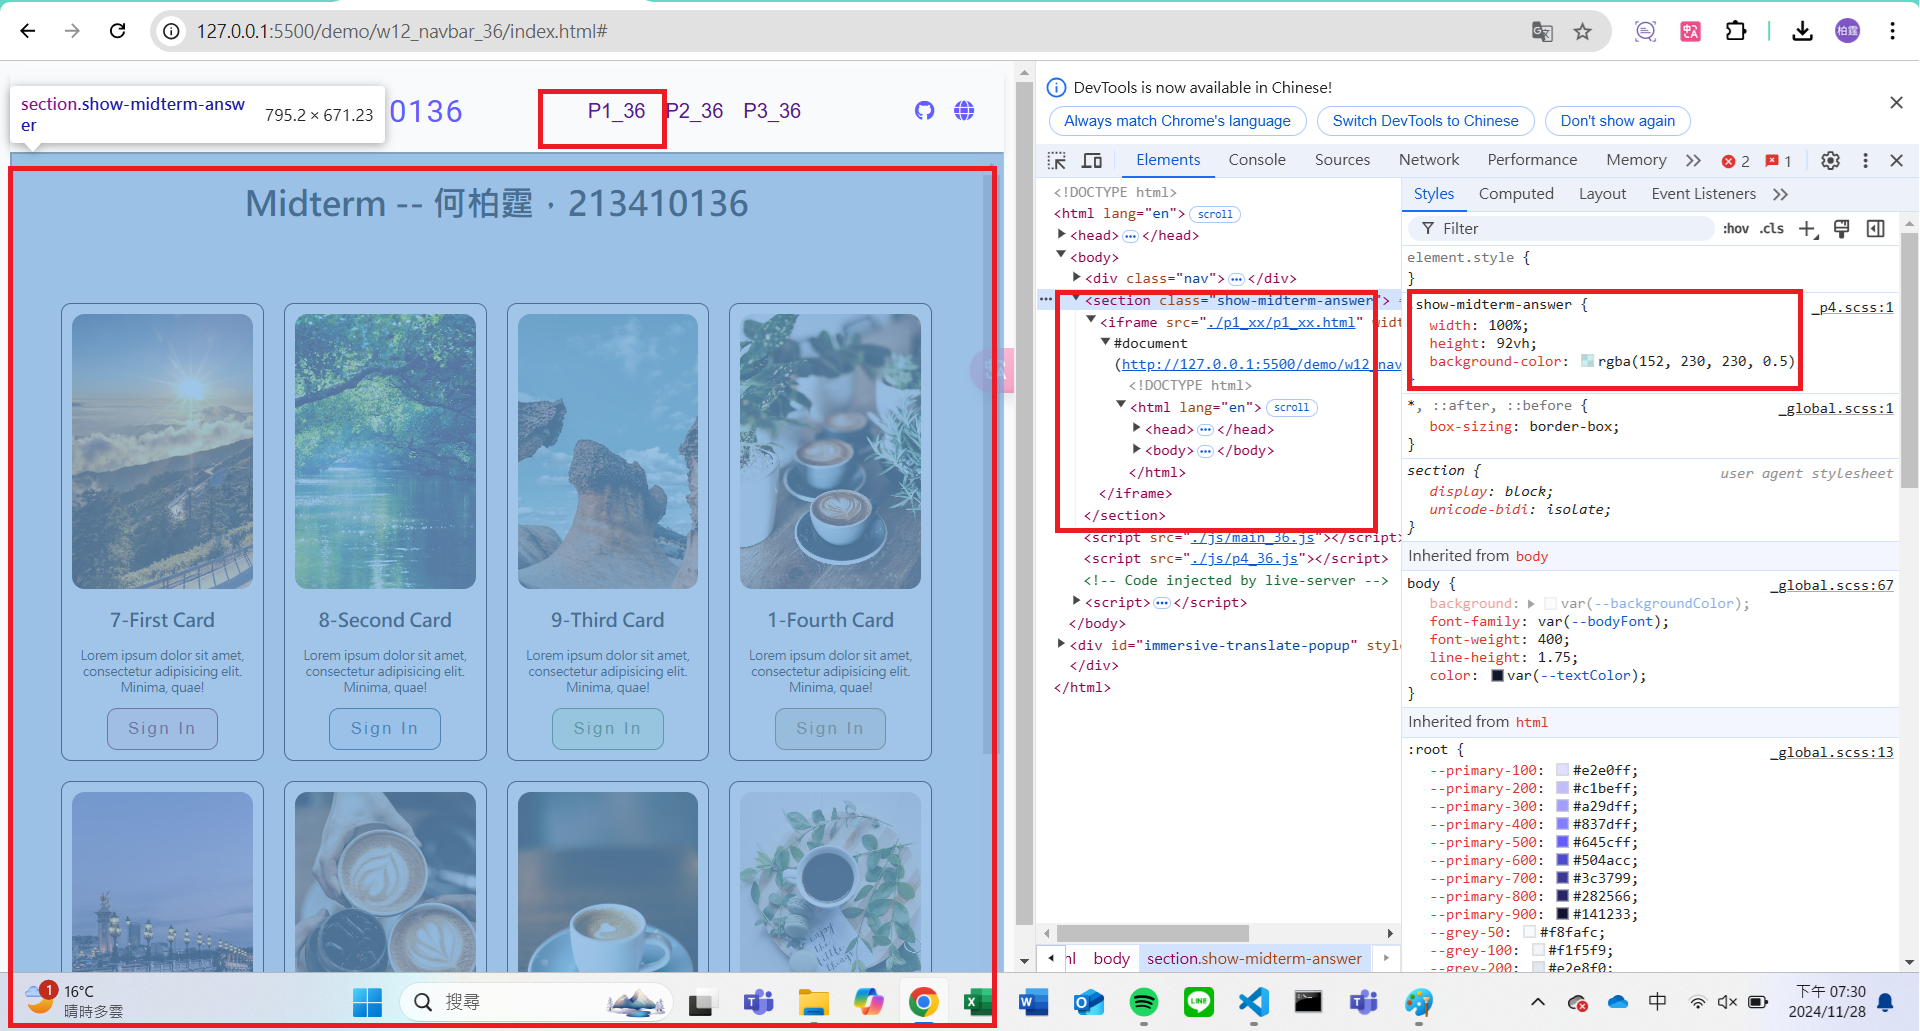 127.0.0.1:5500/demo/w12_navbar_36/index.html#
柏霆
section.show-midterm-answ
er
795.2 × 671.23
0136
P1_36
P2_36
P3_36
Midterm -- 何柏霆，213410136
7-First Card
Lorem ipsum dolor sit amet,
consectetur adipisicing elit.
Minima, quae!
Sign In
8-Second Card
Lorem ipsum dolor sit amet,
consectetur adipisicing elit.
Minima, quae!
Sign In
9-Third Card
Lorem ipsum dolor sit amet,
consectetur adipisicing elit.
Minima, quae!
Sign In
1-Fourth Card
Lorem ipsum dolor sit amet,
consectetur adipisicing elit.
Minima, quae!
Sign In
DevTools is now available in Chinese!
Always match Chrome's language
Switch DevTools to Chinese
Don't show again
Elements
Console
Sources
Network
Performance
Memory
2
1
<!DOCTYPE html>
<html lang="en"> scroll
<head> ••• </head>
<body>
<div class="nav"> ••• </div>
<section class="show-midterm-answer">
<iframe src="./p1_xx/p1_xx.html" widt
#document
(http://127.0.0.1:5500/demo/w12_nav
<!DOCTYPE html>
<html lang="en"> scroll
<head> ••• </head>
<body> ••• </body>
</html>
</iframe>
</section>
<script src="./js/main_36.js"></script>
<script src="./js/p4_36.js"></script>
<!-- Code injected by live-server -->
<script> ••• </script>
</body>
<div id="immersive-translate-popup" style
</div>
</html>
html
body
section.show-midterm-answer
Styles
Computed
Layout
Event Listeners
Filter
:hov
.cls
element.style {
}
.show-midterm-answer {
_p4.scss:1
width: 100%;
height: 92vh;
background-color: rgba(152, 230, 230, 0.5)
}
*, ::after, ::before {
_global.scss:1
box-sizing: border-box;
}
section {
user agent stylesheet
display: block;
unicode-bidi: isolate;
}
Inherited from body
body {
_global.scss:67
background: var(--backgroundColor);
font-family: var(--bodyFont);
font-weight: 400;
line-height: 1.75;
color: var(--textColor);
}
Inherited from html
:root {
_global.scss:13
--primary-100: #e2e0ff;
--primary-200: #c1beff;
--primary-300: #a29dff;
--primary-400: #837dff;
--primary-500: #645cff;
--primary-600: #504acc;
--primary-700: #3c3799;
--primary-800: #282566;
--primary-900: #141233;
--grey-50: #f8fafc;
--grey-100: #f1f5f9;
--grey-200: #e2e8f0;
1
16°C
晴時多雲
搜尋
LINE
中
下午 07:30
2024/11/28